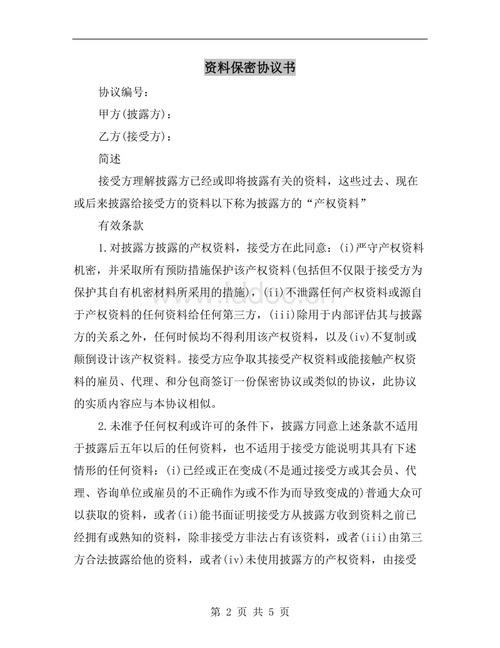 资料保密协议书
协议编号：
甲方(披露方)：
乙方(接受方)：
简述
接受方理解披露方已经或即将披露有关的资料，这些过去、现在
或后来披露给接受方的资料以下称为披露方的“产权资料”
有效条款
1.对披露方披露的产权资料，接受方在此同意：(i)严守产权资料
机密，并采取所有预防措施保护该产权资料(包括但不仅限于接受方为
保护其自有机密材料所采用的措施)，(ii)不泄露任何产权资料或源自
于产权资料的任何资料给任何第三方，(iii)除用于内部评估其与披露
方的关系之外，任何时候均不得利用该产权资料，以及(iv)不复制或
颠倒设计该产权资料。接受方应争取其接受产权资料或能接触产权资
料的雇员、代理、和分包商签订一份保密协议或类似的协议，此协议
的实质内容应与本协议相似。
2.未准予任何权利或许可的条件下，披露方同意上述条款不适用
于披露后五年以后的任何资料，也不适用于接受方能说明其具有下述
情形的任何资料：(i)已经或正在变成(不是通过接受方或其会员、代
理、咨询单位或雇员的不正确作为或不作为而导致变成的)普通大众可
以获取的资料，或者(ii)能书面证明接受方从披露方收到资料之前已
经拥有或熟知的资料，除非接受方非法占有该资料，或者(iii)由第三
方合法披露给他的资料，或者(iv)未使用披露方的产权资料，由接受
第 2 页 共 5 页